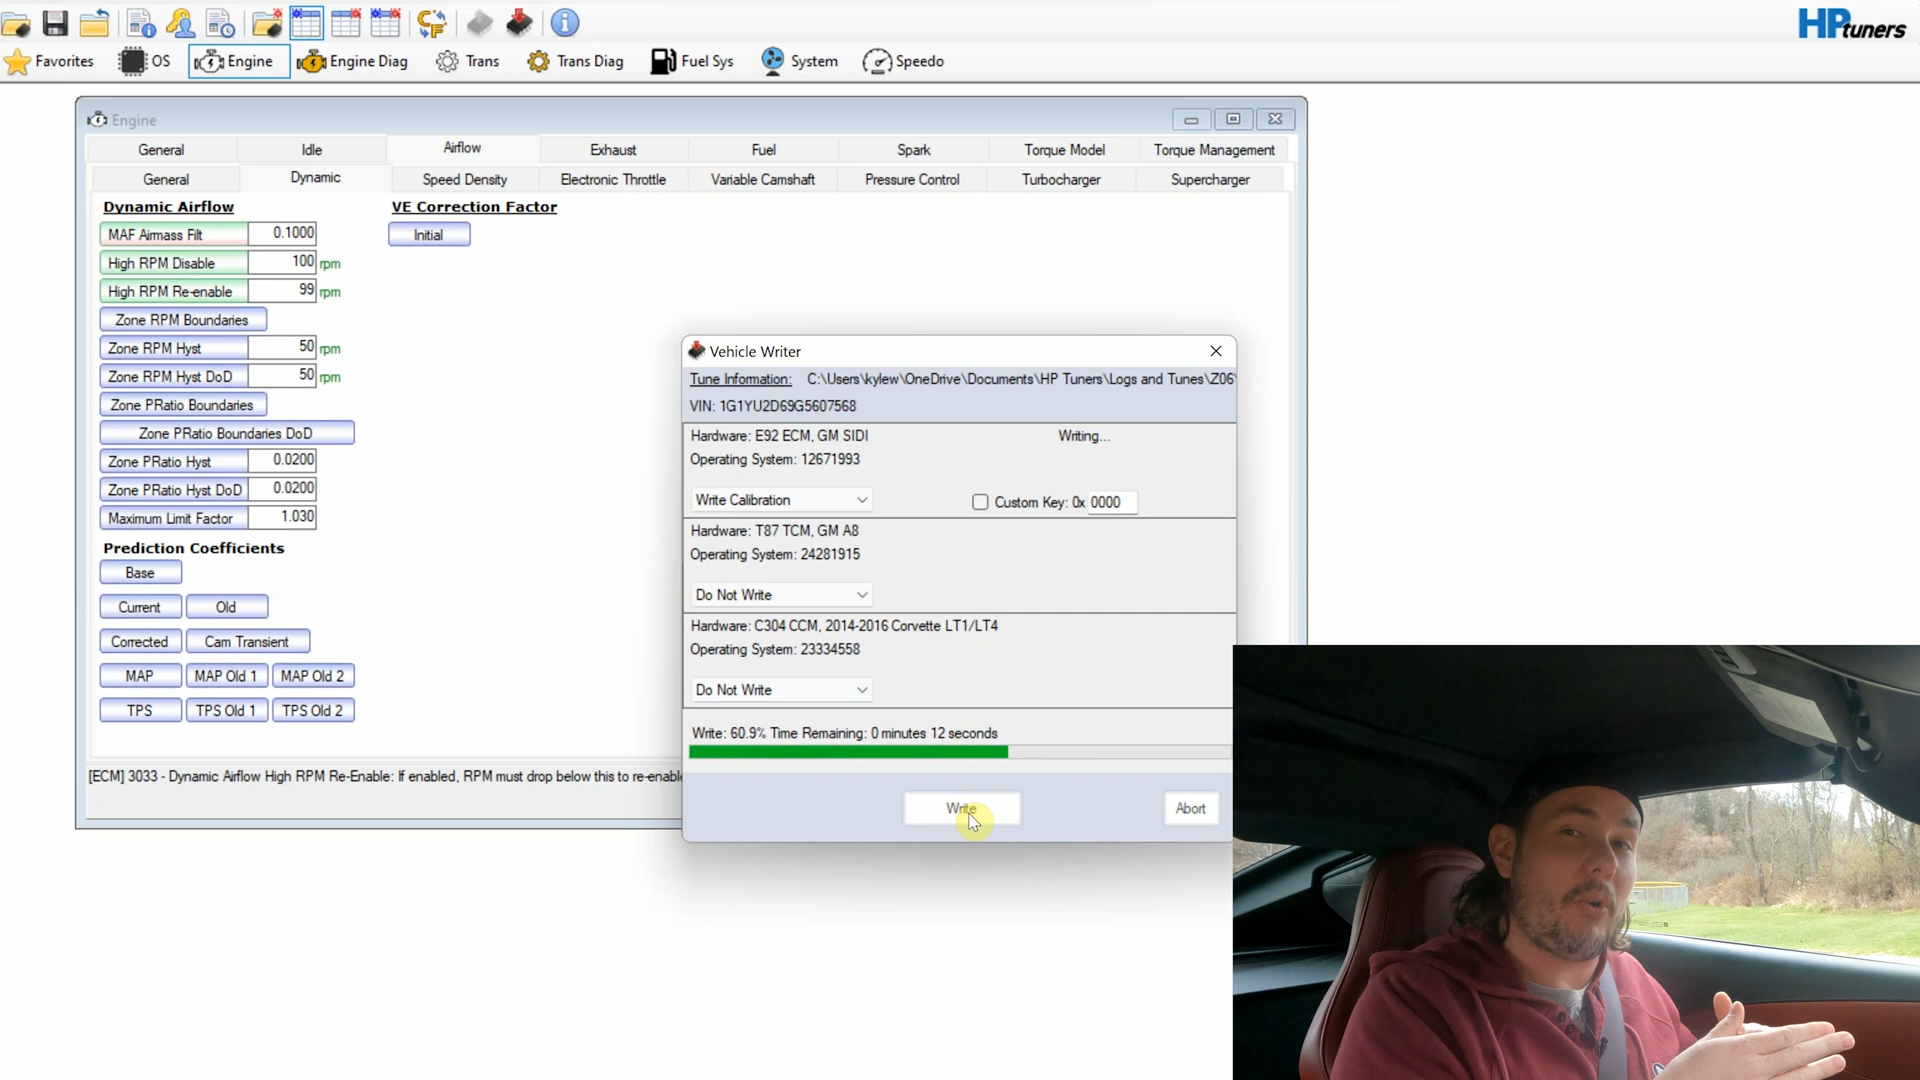 HPtuners
Favorites OS Engine Engine Diag Trans Trans Diag Fuel Sys System Speedo
Engine
General Idle Airflow Exhaust Fuel Spark Torque Model Torque Management
General Dynamic Speed Density Electronic Throttle Variable Camshaft Pressure Control Turbocharger Supercharger
Dynamic Airflow
MAF Airmass Filt 0.1000
High RPM Disable 100 rpm
High RPM Re-enable 99 rpm
Zone RPM Boundaries
Zone RPM Hyst 50 rpm
Zone RPM Hyst DoD 50 rpm
Zone PRatio Boundaries
Zone PRatio Boundaries DoD
Zone PRatio Hyst 0.0200
Zone PRatio Hyst DoD 0.0200
Maximum Limit Factor 1.030
Prediction Coefficients
Base
Current Old
Corrected Cam Transient
MAP MAP Old 1 MAP Old 2
TPS TPS Old 1 TPS Old 2
VE Correction Factor
Initial
[ECM] 3033 - Dynamic Airflow High RPM Re-Enable: If enabled, RPM must drop below this to re-enable
Vehicle Writer
Tune Information: C:\Users\kylew\OneDrive\Documents\HP Tuners\Logs and Tunes\Z06\
VIN: 1G1YU2D69G5607568
Hardware: E92 ECM, GM SIDI Writing...
Operating System: 12671993
Write Calibration Custom Key: 0x 0000
Hardware: T87 TCM, GM A8
Operating System: 24281915
Do Not Write
Hardware: C304 CCM, 2014-2016 Corvette LT1/LT4
Operating System: 23334558
Do Not Write
Write: 60.9% Time Remaining: 0 minutes 12 seconds
Write Abort